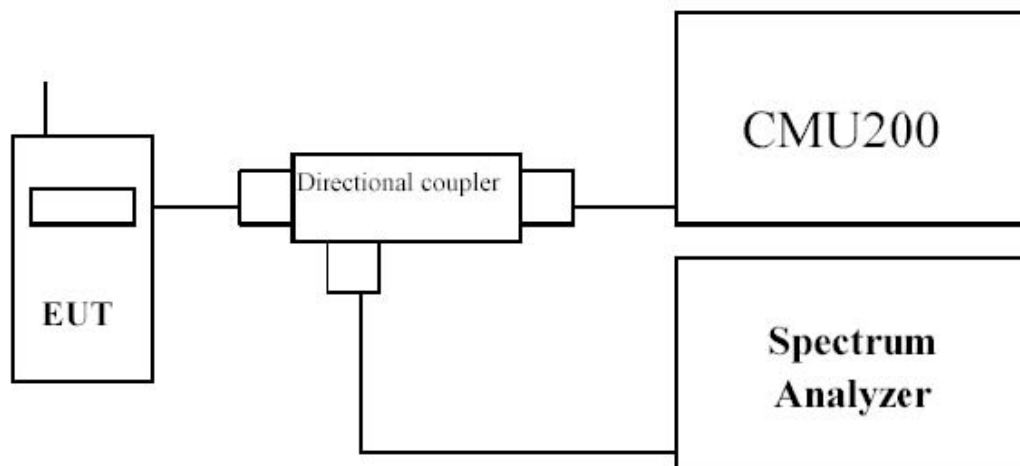 CMU200
Directional coupler
EUT
Spectrum
Analyzer